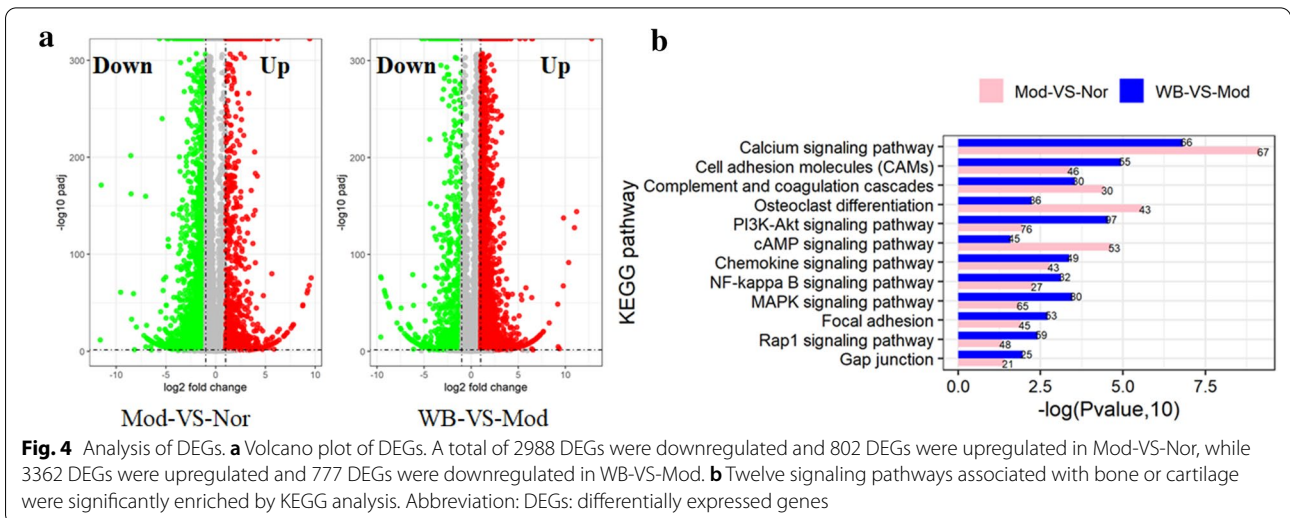 a
300
200
100
0
-log10 padj
Down
Up
-10
-5
0
5
10
log2 fold change
Mod-VS-Nor
300
200
100
0
Down
Up
-10
-5
0
5
10
log2 fold change
WB-VS-Mod
b
Mod-VS-Nor
WB-VS-Mod
KEGG pathway
Calcium signaling pathway
66
67
Cell adhesion molecules (CAMs)
55
46
Complement and coagulation cascades
30
30
Osteoclast differentiation
36
43
PI3K-Akt signaling pathway
97
76
cAMP signaling pathway
45
53
Chemokine signaling pathway
49
43
NF-kappa B signaling pathway
32
27
MAPK signaling pathway
80
65
Focal adhesion
53
45
Rap1 signaling pathway
59
48
Gap junction
25
21
0.0
2.5
5.0
7.5
-log(Pvalue,10)
Fig. 4 Analysis of DEGs. a Volcano plot of DEGs. A total of 2988 DEGs were downregulated and 802 DEGs were upregulated in Mod-VS-Nor, while
3362 DEGs were upregulated and 777 DEGs were downregulated in WB-VS-Mod. b Twelve signaling pathways associated with bone or cartilage
were significantly enriched by KEGG analysis. Abbreviation: DEGs: differentially expressed genes